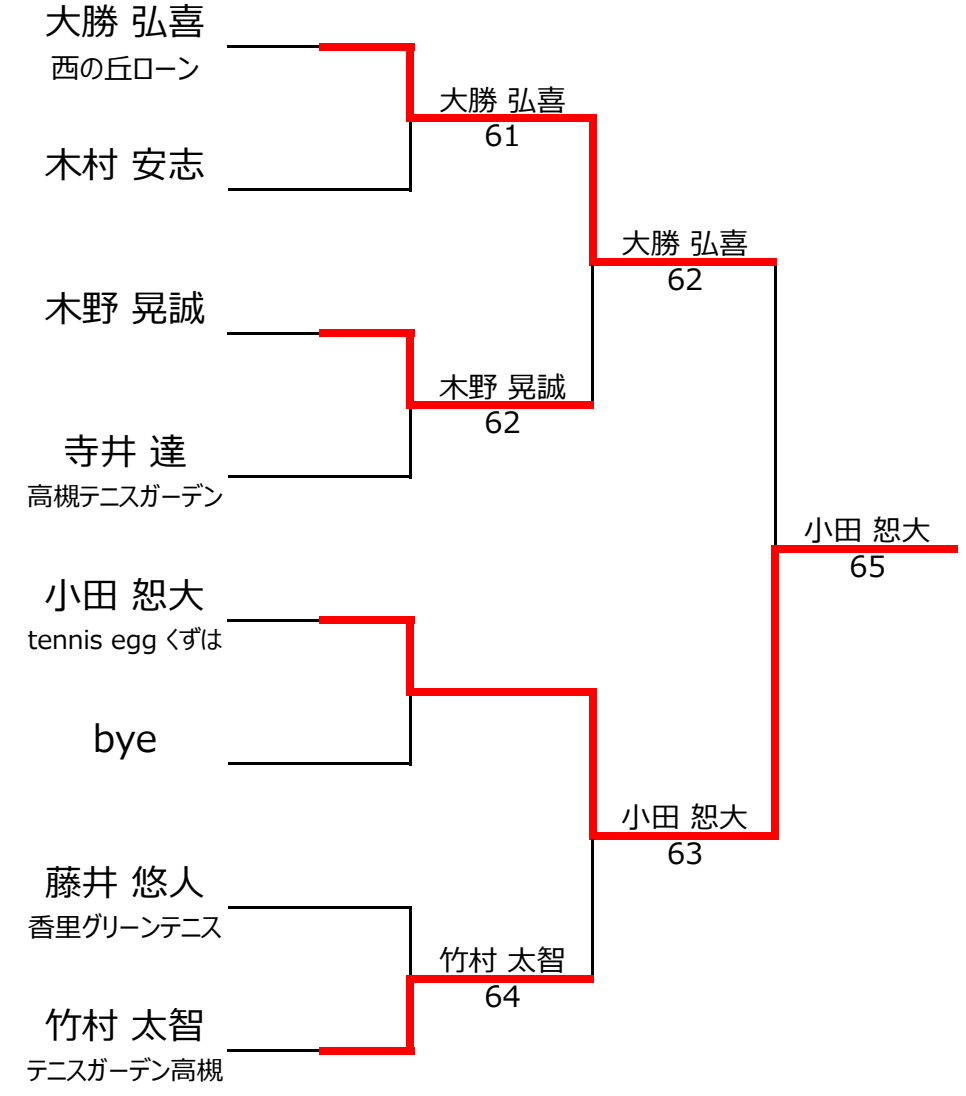 大勝 弘喜
西の丘ローン
木村 安志
木野 晃誠
寺井 達
高槻テニスガーデン
小田 恕大
tennis egg くずは
bye
藤井 悠人
香里グリーンテニス
竹村 太智
テニスガーデン高槻
大勝 弘喜
61
木野 晃誠
62
竹村 太智
64
大勝 弘喜
62
小田 恕大
63
小田 恕大
65